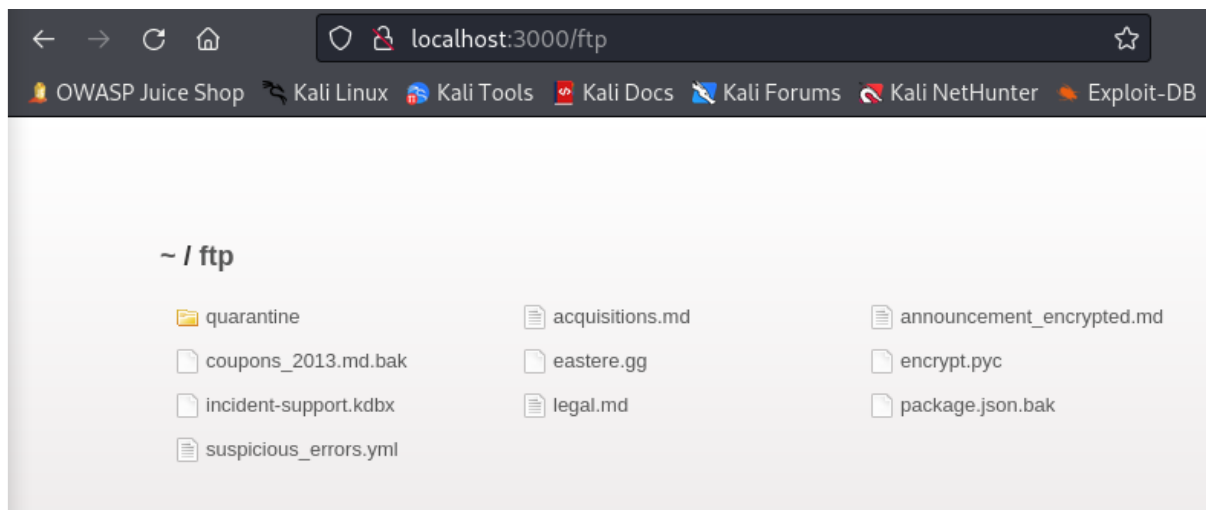 localhost:3000/ftp
OWASP Juice Shop Kali Linux Kali Tools Kali Docs Kali Forums Kali NetHunter Exploit-DB
~ / ftp
quarantine acquisitions.md announcement_encrypted.md
coupons_2013.md.bak eastere.gg encrypt.pyc
incident-support.kdbx legal.md package.json.bak
suspicious_errors.yml